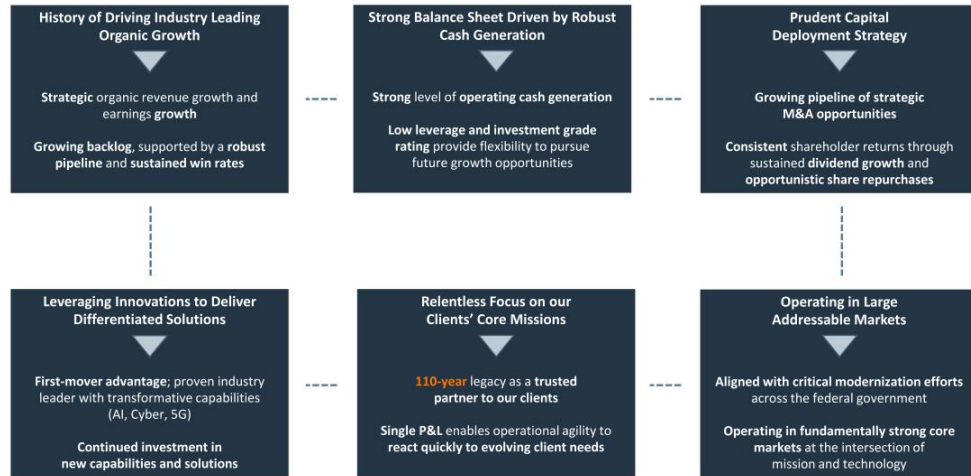 History of Driving Industry Leading
Organic Growth
Strategic organic revenue growth and
earnings growth
Growing backlog, supported by a robust
pipeline and sustained win rates
Strong Balance Sheet Driven by Robust
Cash Generation
Strong level of operating cash generation
Low leverage and investment grade
rating provide flexibility to pursue
future growth opportunities
Prudent Capital
Deployment Strategy
Growing pipeline of strategic
M&A opportunities
Consistent shareholder returns through
sustained dividend growth and
opportunistic share repurchases
Leveraging Innovations to Deliver
Differentiated Solutions
First-mover advantage; proven industry
leader with transformative capabilities
(AI, Cyber, 5G)
Continued investment in
new capabilities and solutions
Relentless Focus on our
Clients’ Core Missions
110-year legacy as a trusted
partner to our clients
Single P&L enables operational agility to
react quickly to evolving client needs
Operating in Large
Addressable Markets
Aligned with critical modernization efforts
across the federal government
Operating in fundamentally strong core
markets at the intersection of
mission and technology